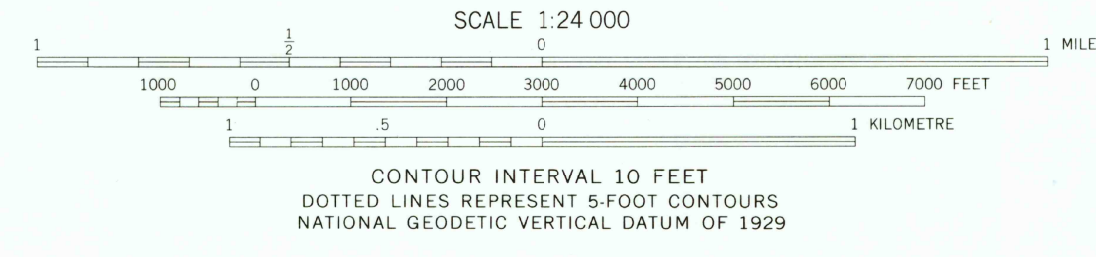 SCALE 1:24 000
1 1/2 0 1 MILE
1000 0 1000 2000 3000 4000 5000 6000 7000 FEET
1 .5 0 1 KILOMETRE
CONTOUR INTERVAL 10 FEET
DOTTED LINES REPRESENT 5-FOOT CONTOURS
NATIONAL GEODETIC VERTICAL DATUM OF 1929